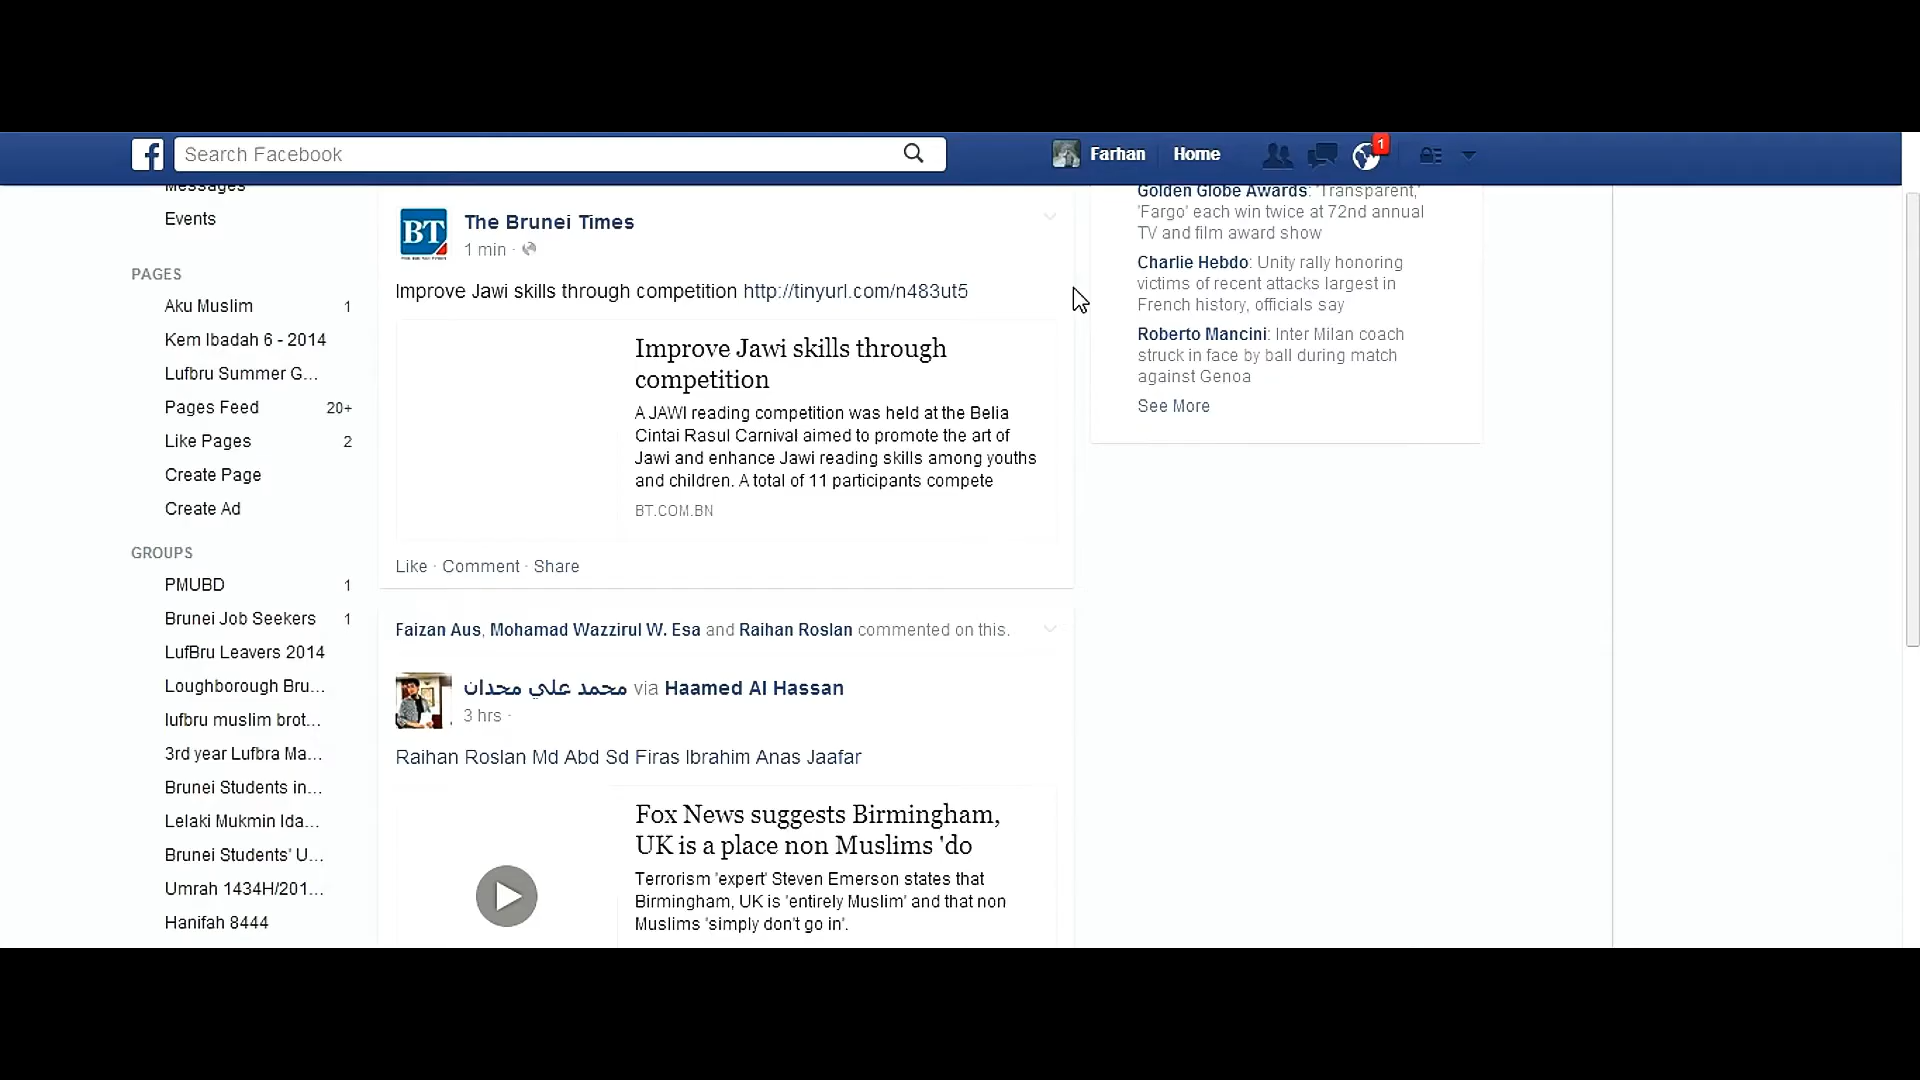 Search Facebook
Farhan
Home
1
Messages
Events
PAGES
Aku Muslim 1
Kem Ibadah 6 - 2014
Lufbru Summer G...
Pages Feed 20+
Like Pages 2
Create Page
Create Ad
GROUPS
PMUBD 1
Brunei Job Seekers 1
LufBru Leavers 2014
Loughborough Bru...
lufbru muslim brot...
3rd year Lufbra Ma...
Brunei Students in...
Lelaki Mukmin Ida...
Brunei Students' U...
Umrah 1434H/201...
Hanifah 8444
BT
The Brunei Times
1 min ·
Improve Jawi skills through competition http://tinyurl.com/n483ut5
Improve Jawi skills through
competition
A JAWI reading competition was held at the Belia
Cintai Rasul Carnival aimed to promote the art of
Jawi and enhance Jawi reading skills among youths
and children. A total of 11 participants compete
BT.COM.BN
Like · Comment · Share
Faizan Aus, Mohamad Wazzirul W. Esa and Raihan Roslan commented on this.
محمد علي محدان via Haamed Al Hassan
3 hrs ·
Raihan Roslan Md Abd Sd Firas Ibrahim Anas Jaafar
Fox News suggests Birmingham,
UK is a place non Muslims 'do
Terrorism 'expert' Steven Emerson states that
Birmingham, UK is 'entirely Muslim' and that non
Muslims 'simply don't go in'.
Golden Globe Awards: 'Transparent,'
'Fargo' each win twice at 72nd annual
TV and film award show
Charlie Hebdo: Unity rally honoring
victims of recent attacks largest in
French history, officials say
Roberto Mancini: Inter Milan coach
struck in face by ball during match
against Genoa
See More